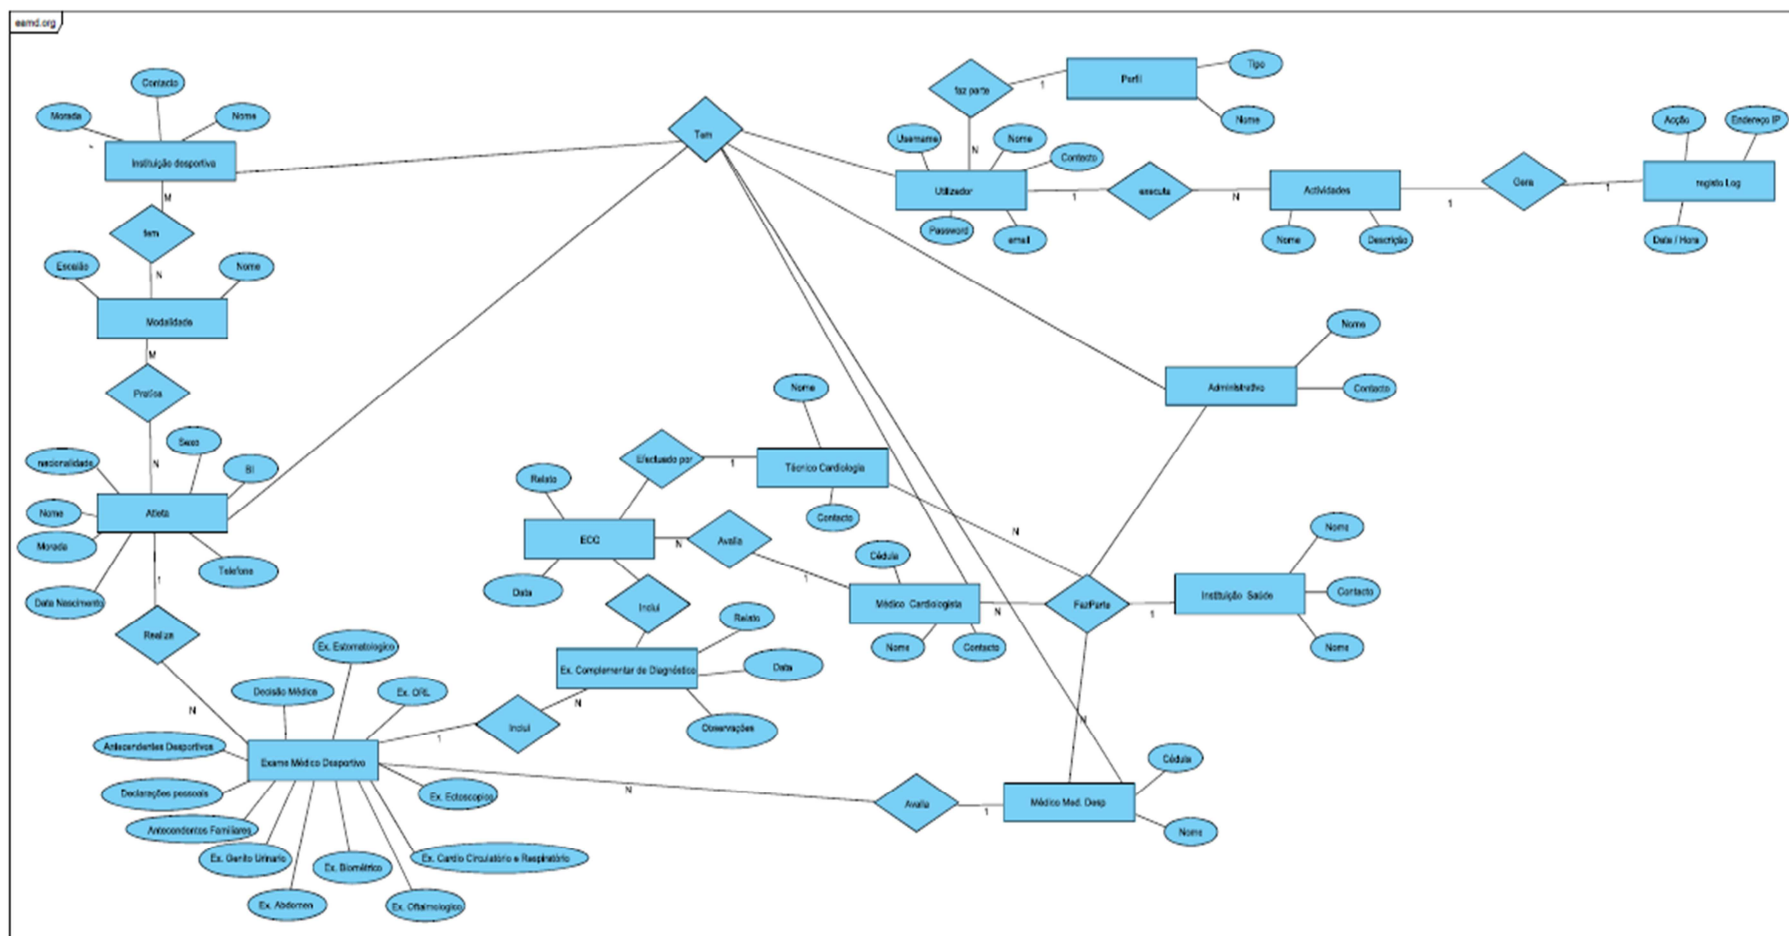 eamd.org
Contacto
Morada
Nome
Instituição desportiva
M
tem
N
Escalão
Nome
Modalidade
M
Pratica
N
Sexo
nacionalidade
BI
Nome
Atleta
Morada
Telefone
Data Nascimento
1
Realiza
N
Ex. Estomatologico
Decisão Médica
Ex. ORL
Antecendentes Desportivos
Exame Médico Desportivo
Declarações pessoais
Ex. Ectoscopico
Antecendentos Familiares
Ex. Genito Urinario
Ex. Biométrico
Ex. Cardio Circulatório e Respiratório
Ex. Abdomen
Ex. Oftalmologico
1
Inclui
N
Ex. Complementar de Diagnóstico
Relato
Data
Observações
Inclui
ECG
Relato
Data
Efectuado por
1
Técnico Cardiologia
Nome
Contacto
N
N
Avalia
1
Médico Cardiologista
Cédula
Nome
Contacto
N
FazParte
1
Instituição Saúde
Nome
Contacto
Nome
N
N
Avalia
1
Médico Med. Desp
Cédula
Nome
Administrativo
Nome
Contacto
Tem
faz parte
1
Perfil
Tipo
Nome
N
Username
Nome
Contacto
Utilizador
Password
email
1
executa
N
Actividades
Nome
Descrição
1
Gera
1
registo Log
Acção
Endereço IP
Data / Hora